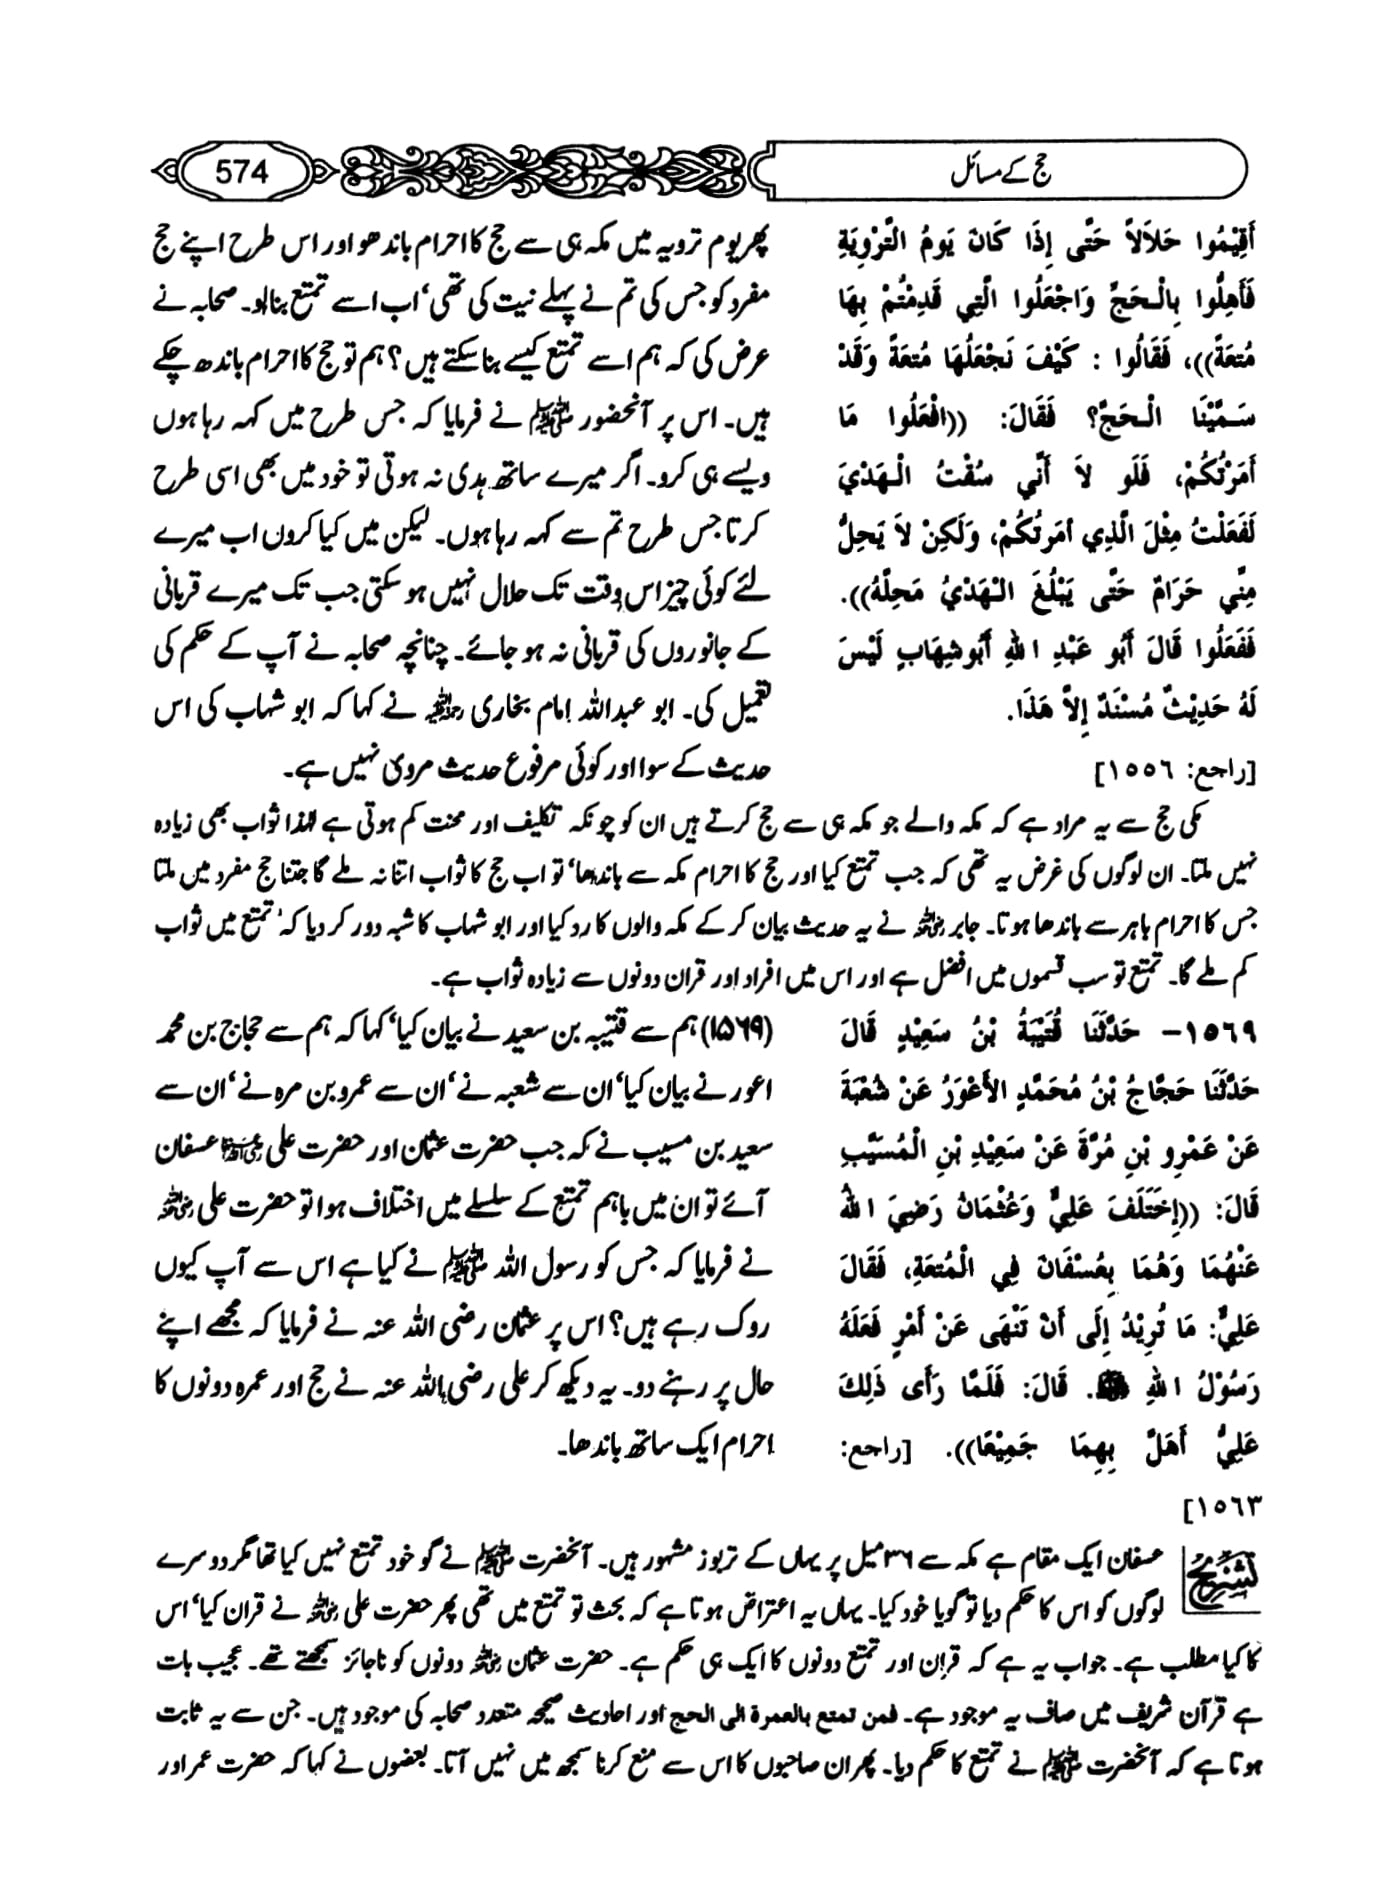 حج کے مسائل
574
أَقِيْمُوا حَلاَلاً حَتَّى إِذَا كَانَ يَومُ التَّرْوِيَةِ
فَأَهِلُّوا بِالْحَجِّ وَاجْعَلُوا الَّتِي قَدِمْتُمْ بِهَا
مُتعَةً))، فَقَالُوا : كَيْفَ نَجْعَلُهَا مُتعَةً وَقَدْ
سَمَّيْنَا الْحَجَّ؟ فَقَالَ: ((افْعَلُوا مَا
أَمَرْتُكُمْ، فَلَو لاَ أَنِّي سُقْتُ الْهَدْيَ
لَفَعَلْتُ مِثْلَ الَّذِي أَمَرتُكُمْ، وَلَكِنْ لاَ يَحِلُّ
مِنِّي حَرَامٌ حَتَّى يَبْلُغَ الْهَدْيُ مَحِلَّهُ)).
فَفَعَلُوا قَالَ أَبُو عَبْدِ اللهِ أَبُو شِهَابٍ لَيْسَ
لَهُ حَدِيْثٌ مُسْنَدٌ إِلاَّ هَذَا.
[راجع: ١٥٥٦]
پھر یوم ترویہ میں مکہ ہی سے حج کا احرام باندھو اور اس طرح اپنے حج
مفرد کو جس کی تم نے پہلے نیت کی تھی‘ اب اسے تمتع بنا لو۔ صحابہ نے
عرض کی کہ ہم اسے تمتع کیسے بنا سکتے ہیں؟ ہم تو حج کا احرام باندھ چکے
ہیں۔ اس پر آنحضور ﷺ نے فرمایا کہ جس طرح میں کہہ رہا ہوں
ویسے ہی کرو۔ اگر میرے ساتھ ہدی نہ ہوتی تو خود میں بھی اسی طرح
کرتا جس طرح تم سے کہہ رہا ہوں۔ لیکن میں کیا کروں اب میرے
لئے کوئی چیز اس وقت تک حلال نہیں ہو سکتی جب تک میرے قربانی
کے جانوروں کی قربانی نہ ہو جائے۔ چنانچہ صحابہ نے آپ کے حکم کی
تعمیل کی۔ ابو عبداللہ امام بخاری رحمہ اللہ نے کہا کہ ابو شہاب کی اس
حدیث کے سوا اور کوئی مرفوع حدیث مروی نہیں ہے۔
مکی حج سے یہ مراد ہے کہ مکہ والے جو مکہ ہی سے حج کرتے ہیں ان کو چونکہ تکلیف اور محنت کم ہوتی ہے لہذا ثواب بھی زیادہ
نہیں ملتا۔ ان لوگوں کی غرض یہ تھی کہ جب تمتع کیا اور حج کا احرام مکہ سے باندھا‘ تو اب حج کا ثواب اتنا نہ ملے گا جتنا حج مفرد میں ملتا
جس کا احرام باہر سے باندھا ہوتا۔ جابر رضی اللہ عنہ نے یہ حدیث بیان کر کے مکہ والوں کا رد کیا اور ابو شہاب کا شبہ دور کر دیا کہ تمتع میں ثواب
کم ملے گا۔ تمتع تو سب قسموں میں افضل ہے اور اس میں افراد اور قران دونوں سے زیادہ ثواب ہے۔
١٥٦٩- حَدَّثَنَا قُتَيْبَةُ بْنُ سَعِيْدٍ قَالَ
حَدَّثَنَا حَجَّاجُ بْنُ مُحَمَّدٍ الأَعْوَرُ عَنْ شُعْبَةَ
عَنْ عَمْرِو بْنِ مُرَّةَ عَنْ سَعِيْدِ بْنِ الْمُسَيَّبِ
قَالَ: ((إِخْتَلَفَ عَلِيٌّ وَعُثْمَانُ رَضِيَ اللهُ
عَنْهُمَا وَهُمَا بِعُسْفَانَ فِي الْمُتعَةِ، فَقَالَ
عَلِيٌّ: مَا تُرِيْدُ إِلَى أَنْ تَنْهَى عَنْ أَمْرٍ فَعَلَهُ
رَسُوْلُ اللهِ ﷺ. قَالَ: فَلَمَّا رَأَى ذَلِكَ
عَلِيٌّ أَهَلَّ بِهِمَا جَمِيْعًا)). [راجع:
١٥٦٣]
(۱۵۶۹) ہم سے قتیبہ بن سعید نے بیان کیا‘ کہا کہ ہم سے حجاج بن محمد
اعور نے بیان کیا‘ ان سے شعبہ نے‘ ان سے عمرو بن مرہ نے‘ ان سے
سعید بن مسیب نے کہ جب حضرت عثمان اور حضرت علی رضی اللہ عنہما عسفان
آئے تو ان میں باہم تمتع کے سلسلے میں اختلاف ہوا تو حضرت علی رضی اللہ عنہ
نے فرمایا کہ جس کو رسول اللہ ﷺ نے کیا ہے اس سے آپ کیوں
روک رہے ہیں؟ اس پر عثمان رضی اللہ عنہ نے فرمایا کہ مجھے اپنے
حال پر رہنے دو۔ یہ دیکھ کر علی رضی اللہ عنہ نے حج اور عمرہ دونوں کا
احرام ایک ساتھ باندھا۔
تشریح
عسفان ایک مقام ہے مکہ سے ۳۶ میل پر یہاں کے تربوز مشہور ہیں۔ آنحضرت ﷺ نے گو خود تمتع نہیں کیا تھا مگر دوسرے
لوگوں کو اس کا حکم دیا تو گویا خود کیا۔ یہاں یہ اعتراض ہوتا ہے کہ بحث تو تمتع میں تھی پھر حضرت علی رضی اللہ عنہ نے قران کیا‘ اس
کا کیا مطلب ہے۔ جواب یہ ہے کہ قران اور تمتع دونوں کا ایک ہی حکم ہے۔ حضرت عثمان رضی اللہ عنہ دونوں کو ناجائز سمجھتے تھے۔ عجیب بات
ہے قرآن شریف میں صاف یہ موجود ہے۔ فمن تمتع بالعمرة الی الحج اور احادیث صحیحہ متعدد صحابہ کی موجود ہیں۔ جن سے یہ ثابت
ہوتا ہے کہ آنحضرت ﷺ نے تمتع کا حکم دیا۔ پھر ان صاحبوں کا اس سے منع کرنا سمجھ میں نہیں آتا۔ بعضوں نے کہا کہ حضرت عمر اور